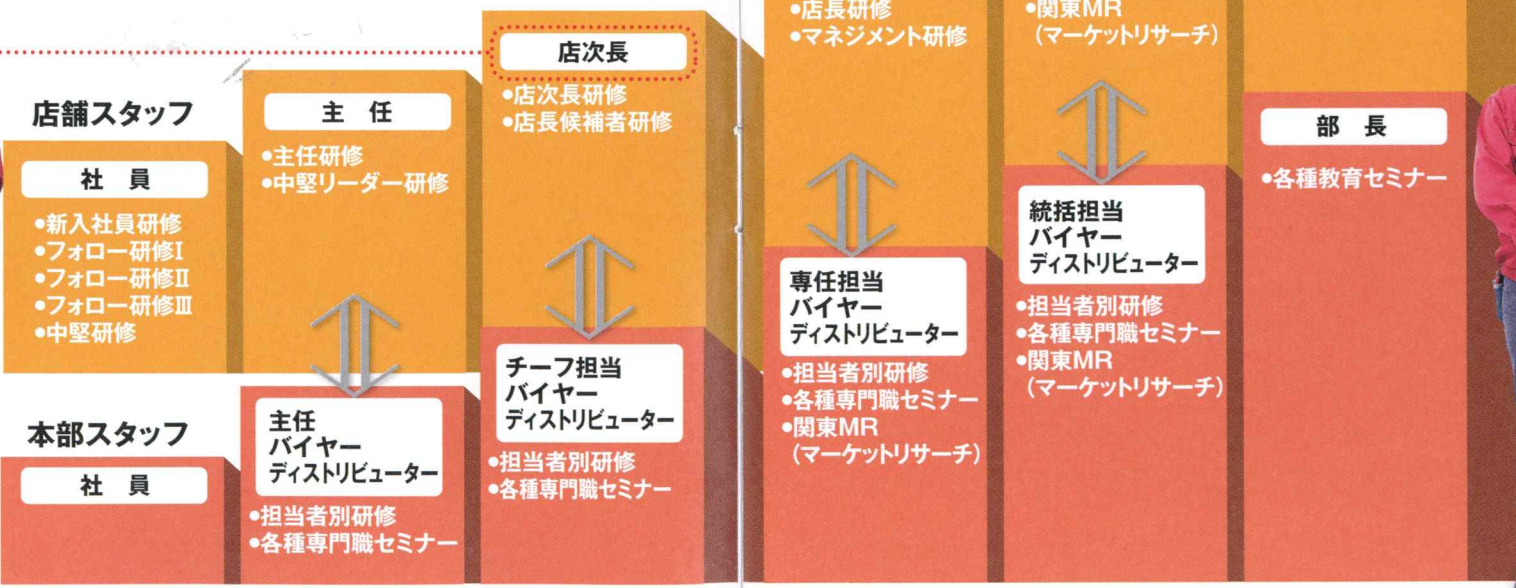 店舗スタッフ
社 員
●新入社員研修
●フォロー研修Ⅰ
●フォロー研修Ⅱ
●フォロー研修Ⅲ
●中堅研修
主 任
●主任研修
●中堅リーダー研修
店次長
●店次長研修
●店長候補者研修
●店長研修
●マネジメント研修
●関東MR
(マーケットリサーチ)
本部スタッフ
社 員
主任
バイヤー
ディストリビューター
●担当者別研修
●各種専門職セミナー
チーフ担当
バイヤー
ディストリビューター
●担当者別研修
●各種専門職セミナー
専任担当
バイヤー
ディストリビューター
●担当者別研修
●各種専門職セミナー
●関東MR
(マーケットリサーチ)
統括担当
バイヤー
ディストリビューター
●担当者別研修
●各種専門職セミナー
●関東MR
(マーケットリサーチ)
部 長
●各種教育セミナー